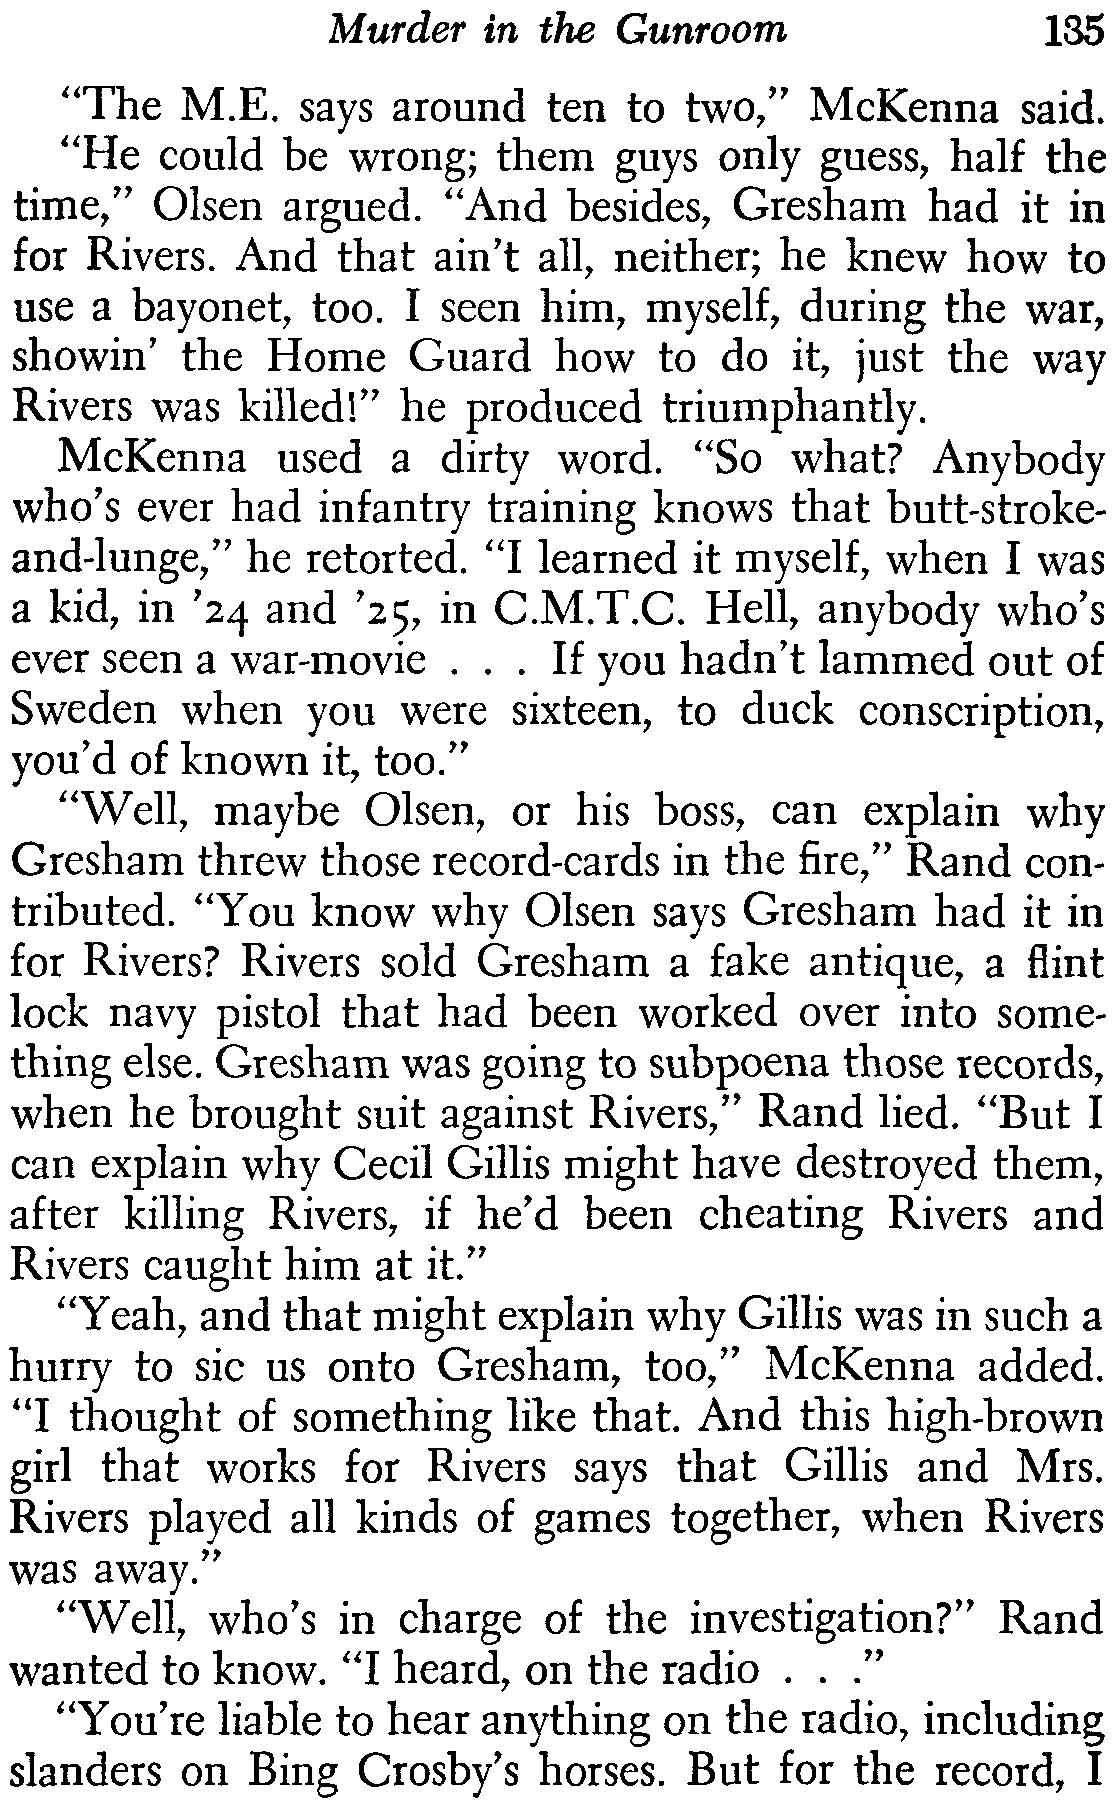 Murder in the Gunroom 135
“The M.E. says around ten to two,” McKenna said.
“He could be wrong; them guys only guess, half the
time,” Olsen argued. “And besides, Gresham had it in
for Rivers. And that ain't all, neither; he knew how to
use a bayonet, too. I seen him, myself, during the war,
showin' the Home Guard how to do it, just the way
Rivers was killed!” he produced triumphantly.
McKenna used a dirty word. “So what? Anybody
who's ever had infantry training knows that butt-stroke-
and-lunge,” he retorted. “I learned it myself, when I was
a kid, in '24 and '25, in C.M.T.C. Hell, anybody who's
ever seen a war-movie . . . If you hadn't lammed out of
Sweden when you were sixteen, to duck conscription,
you'd of known it, too.”
“Well, maybe Olsen, or his boss, can explain why
Gresham threw those record-cards in the fire,” Rand con-
tributed. “You know why Olsen says Gresham had it in
for Rivers? Rivers sold Gresham a fake antique, a flint
lock navy pistol that had been worked over into some-
thing else. Gresham was going to subpoena those records,
when he brought suit against Rivers,” Rand lied. “But I
can explain why Cecil Gillis might have destroyed them,
after killing Rivers, if he'd been cheating Rivers and
Rivers caught him at it.”
“Yeah, and that might explain why Gillis was in such a
hurry to sic us onto Gresham, too,” McKenna added.
“I thought of something like that. And this high-brown
girl that works for Rivers says that Gillis and Mrs.
Rivers played all kinds of games together, when Rivers
was away.”
“Well, who's in charge of the investigation?” Rand
wanted to know. “I heard, on the radio . . .”
“You're liable to hear anything on the radio, including
slanders on Bing Crosby's horses. But for the record, I